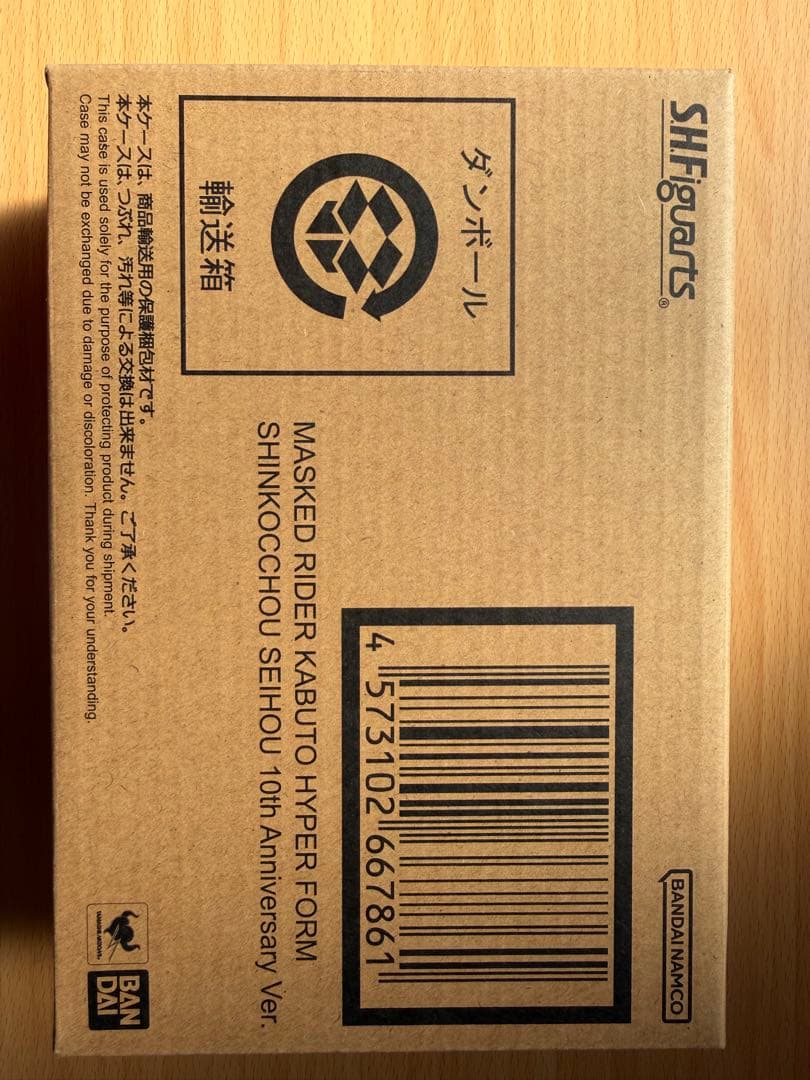 S.H.Figuarts®
BANDAI NAMCO
ダンボール
輸送箱
4 573102 667861
MASKED RIDER KABUTO HYPER FORM
SHINKOCCHOU SEIHOU 10th Anniversary Ver.
本ケースは、商品輸送用の保護梱包材です。
本ケースは、つぶれ、汚れ等による交換は出来ません。ご了承ください。
This case is used solely for the purpose of protecting product during shipment.
Case may not be exchanged due to damage or discoloration. Thank you for your understanding.
TAMASHII NATIONS
BAN
DAI